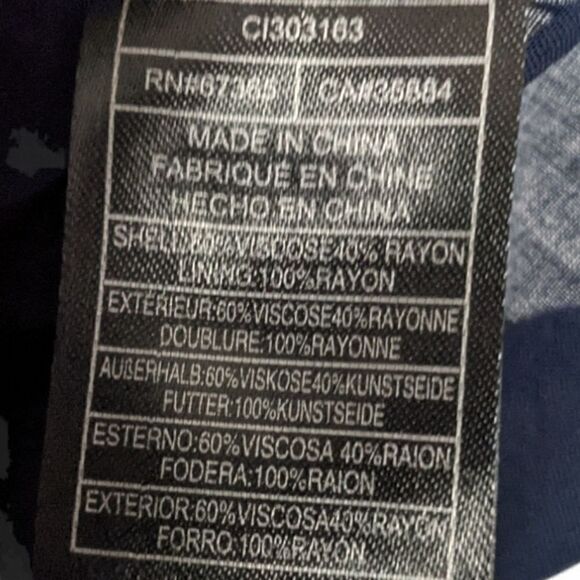 CI303163
RN#67365 CA#35664
MADE IN CHINA
FABRIQUE EN CHINE
HECHO EN CHINA
SHELL:60%VISCOSE40% RAYON
LINING:100%RAYON
EXTÉRIEUR:60%VISCOSE40%RAYONNE
DOUBLURE:100%RAYONNE
AUßERHALB:60%VISKOSE40%KUNSTSEIDE
FUTTER:100%KUNSTSEIDE
ESTERNO:60%VISCOSA 40%RAION
FODERA:100%RAION
EXTERIOR:60%VISCOSA40%RAYON
FORRO:100%RAYON